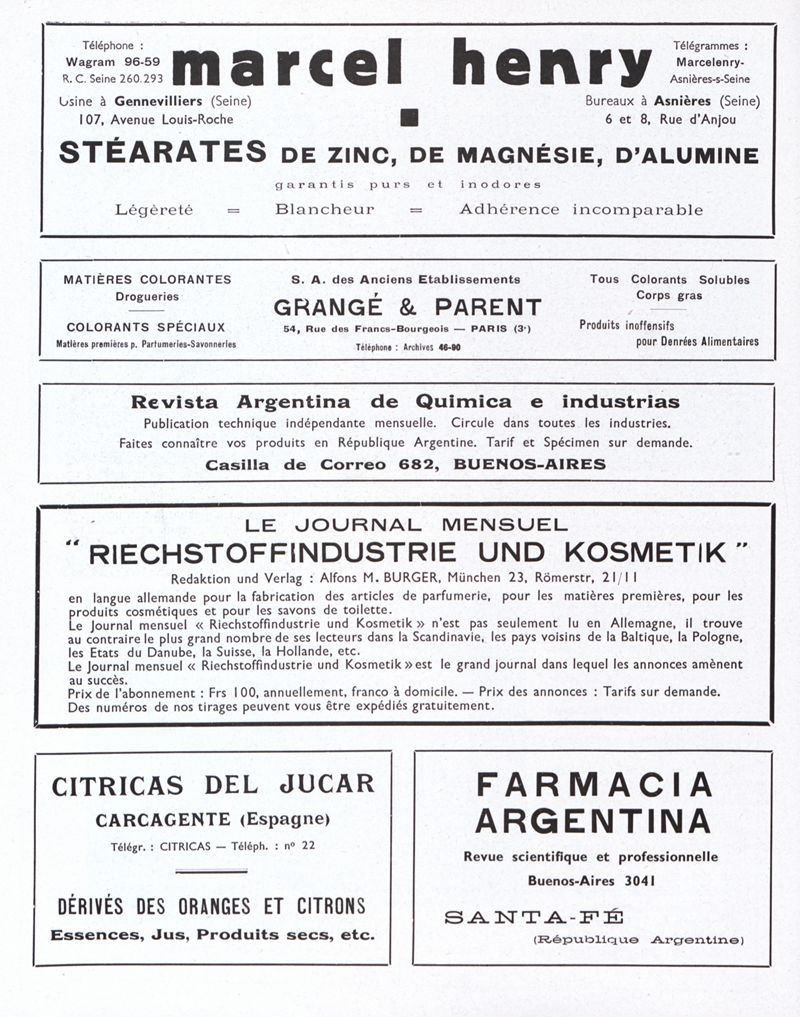 Téléphone :
Wagram 96-59
R. C. Seine 260.293
marcel henry
Télégrammes :
Marcelenry-
Asnières-s-Seine
Usine à Gennevilliers (Seine)
107, Avenue Louis-Roche
Bureaux à Asnières (Seine)
6 et 8, Rue d'Anjou
STÉARATES DE ZINC, DE MAGNÉSIE, D'ALUMINE
garantis purs et inodores
Légèreté = Blancheur = Adhérence incomparable
MATIÈRES COLORANTES
Drogueries
COLORANTS SPÉCIAUX
Matières premières p. Parfumeries-Savonneries
S. A. des Anciens Etablissements
GRANGÉ & PARENT
54, Rue des Francs-Bourgeois — PARIS (3e)
Téléphone : Archives 46-90
Tous Colorants Solubles
Corps gras
Produits inoffensifs
pour Denrées Alimentaires
Revista Argentina de Quimica e industrias
Publication technique indépendante mensuelle. Circule dans toutes les industries.
Faites connaître vos produits en République Argentine. Tarif et Spécimen sur demande.
Casilla de Correo 682, BUENOS-AIRES
LE JOURNAL MENSUEL
"RIECHSTOFFINDUSTRIE UND KOSMETIK"
Redaktion und Verlag : Alfons M. BURGER, München 23, Römerstr, 21/11
en langue allemande pour la fabrication des articles de parfumerie, pour les matières premières, pour les
produits cosmétiques et pour les savons de toilette.
Le Journal mensuel « Riechstoffindustrie und Kosmetik » n'est pas seulement lu en Allemagne, il trouve
au contraire le plus grand nombre de ses lecteurs dans la Scandinavie, les pays voisins de la Baltique, la Pologne,
les Etats du Danube, la Suisse, la Hollande, etc.
Le Journal mensuel « Riechstoffindustrie und Kosmetik » est le grand journal dans lequel les annonces amènent
au succès.
Prix de l'abonnement : Frs 100, annuellement, franco à domicile. — Prix des annonces : Tarifs sur demande.
Des numéros de nos tirages peuvent vous être expédiés gratuitement.
CITRICAS DEL JUCAR
CARCAGENTE (Espagne)
Télégr. : CITRICAS — Téléph. : nº 22
DÉRIVÉS DES ORANGES ET CITRONS
Essences, Jus, Produits secs, etc.
FARMACIA
ARGENTINA
Revue scientifique et professionnelle
Buenos-Aires 3041
SANTA-FÉ
(République Argentine)